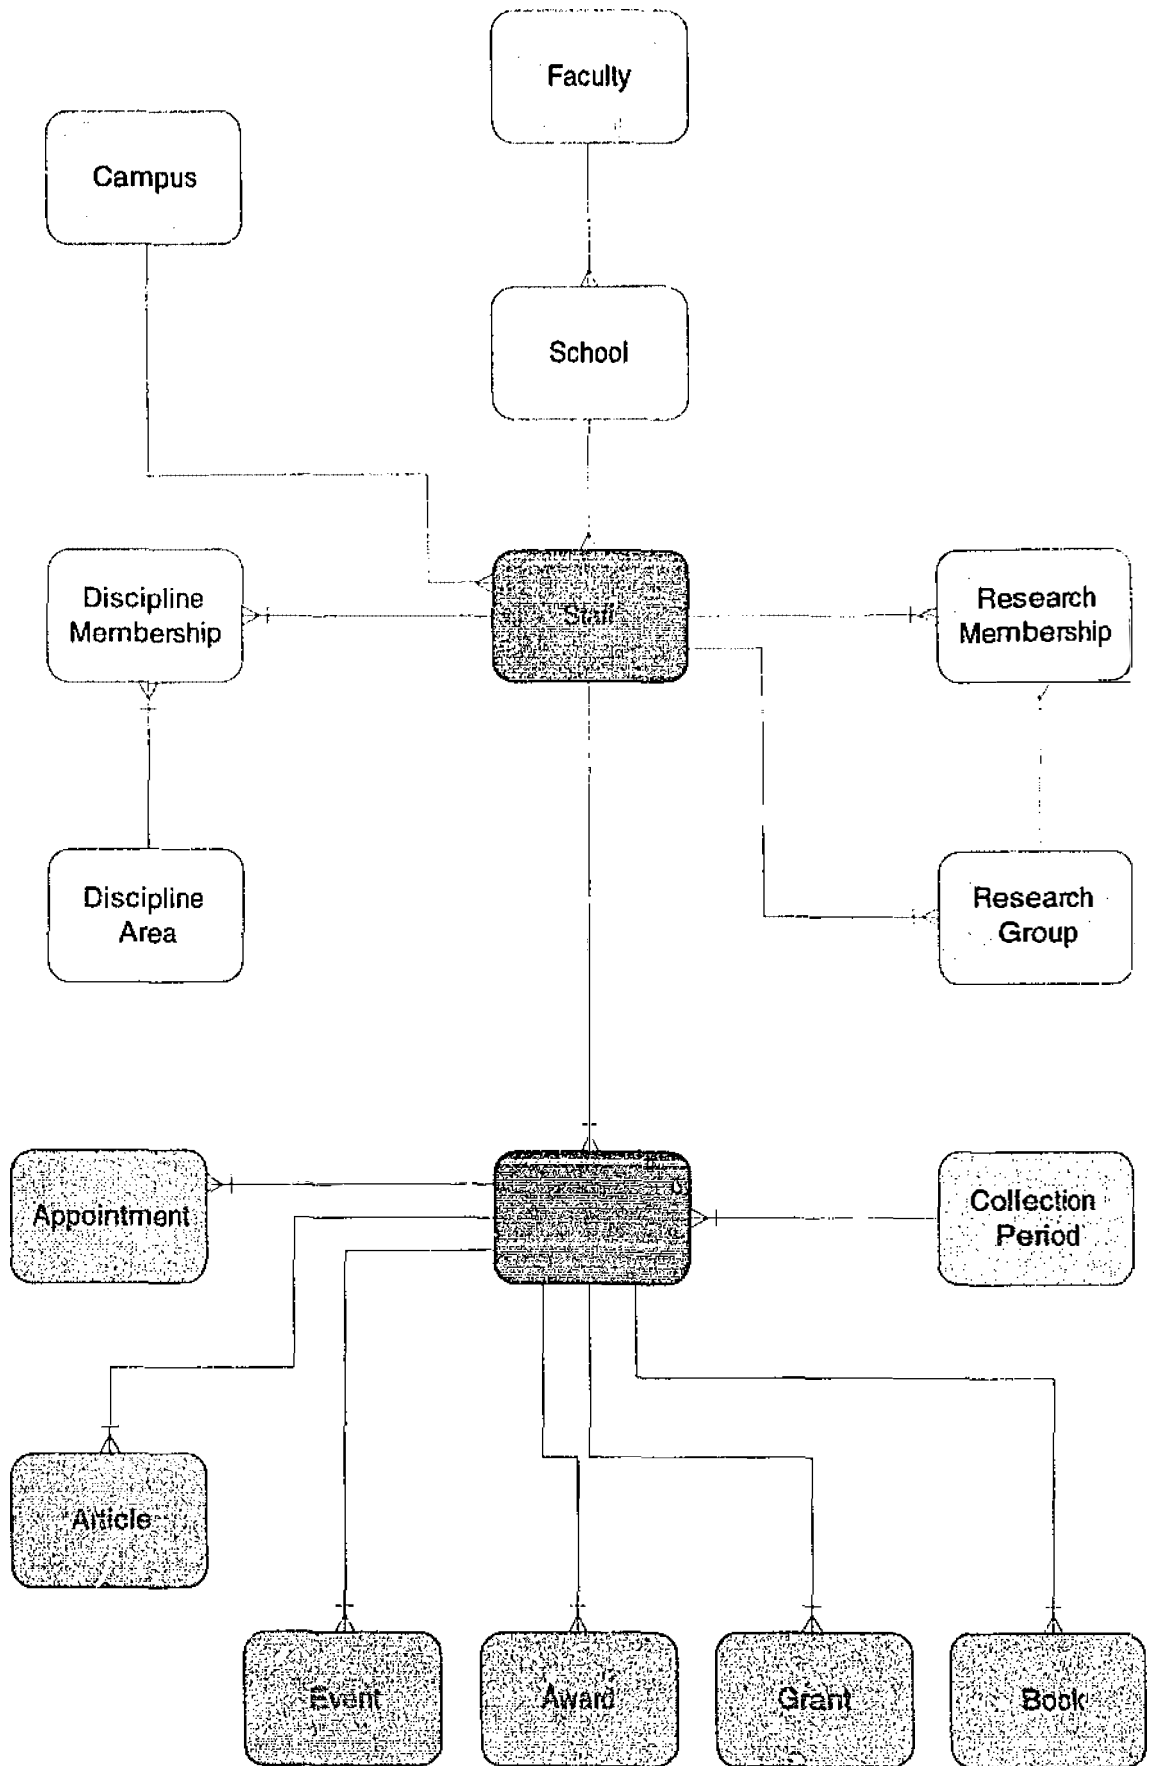 Faculty
Campus
School
Discipline
Membership
Staff
Research
Membership
Discipline
Area
Research
Group
Appointment
Collection
Period
Article
Event
Award
Grant
Book